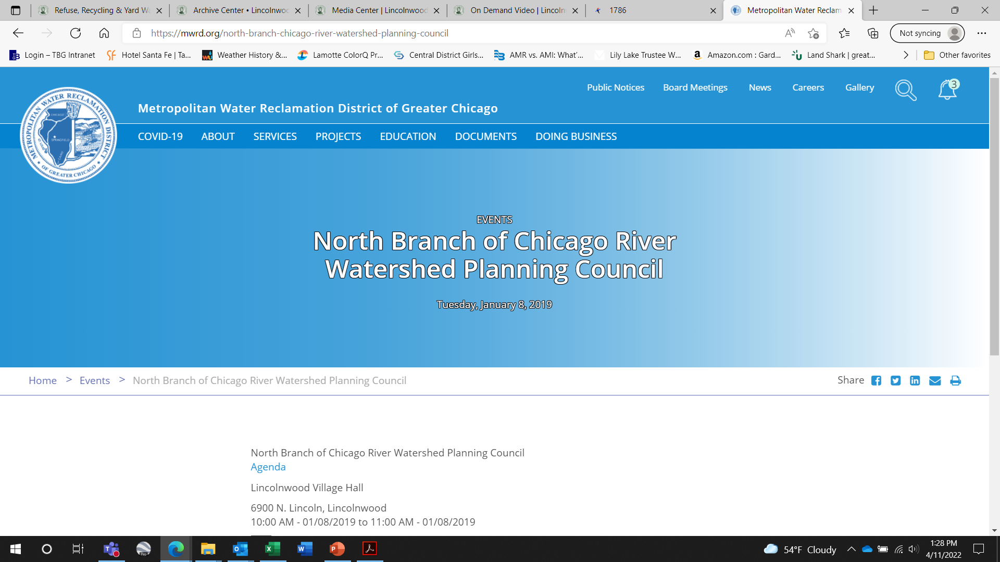 Refuse, Recycling & Yard Wa
Archive Center • Lincolnwoo
Media Center | Lincolnwood
On Demand Video | Lincoln
1786
Metropolitan Water Reclam
https://mwrd.org/north-branch-chicago-river-watershed-planning-council
Not syncing
Login – TBG Intranet
Hotel Santa Fe | Ta...
Weather History &...
Lamotte ColorQ Pr...
Central District Girls...
AMR vs. AMI: What'...
Lily Lake Trustee W...
Amazon.com : Gard...
Land Shark | great...
Other favorites
Public Notices
Board Meetings
News
Careers
Gallery
3
METROPOLITAN WATER RECLAMATION DISTRICT
OF GREATER CHICAGO
CHICAGO
SPRINGFIELD
Metropolitan Water Reclamation District of Greater Chicago
COVID-19
ABOUT
SERVICES
PROJECTS
EDUCATION
DOCUMENTS
DOING BUSINESS
EVENTS
North Branch of Chicago River
Watershed Planning Council
Tuesday, January 8, 2019
Home > Events > North Branch of Chicago River Watershed Planning Council
Share
North Branch of Chicago River Watershed Planning Council
Agenda
Lincolnwood Village Hall
6900 N. Lincoln, Lincolnwood
10:00 AM - 01/08/2019 to 11:00 AM - 01/08/2019
54°F Cloudy
1:28 PM
4/11/2022